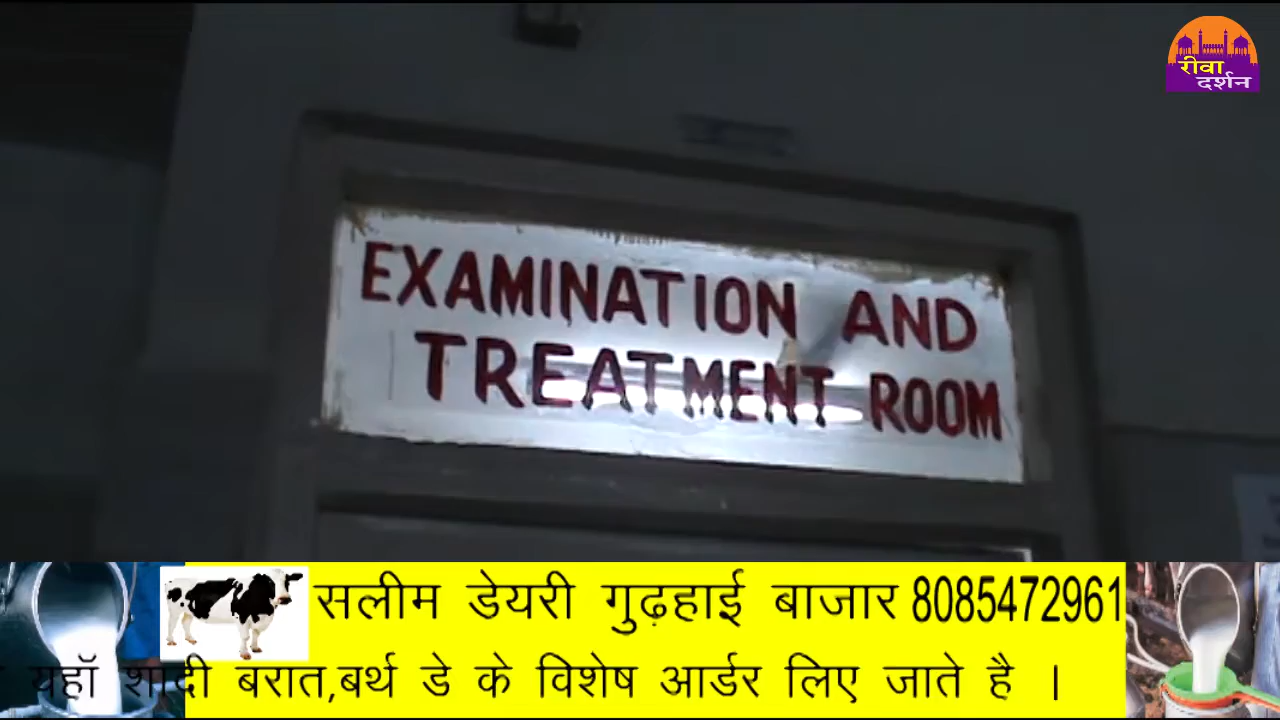 रीवा
दर्शन
EXAMINATION AND
TREATMENT ROOM
सलीम डेयरी गुढ़हाई बाजार 8085472961
यहॉ शादी बरात,बर्थ डे के विशेष आर्डर लिए जाते है ।